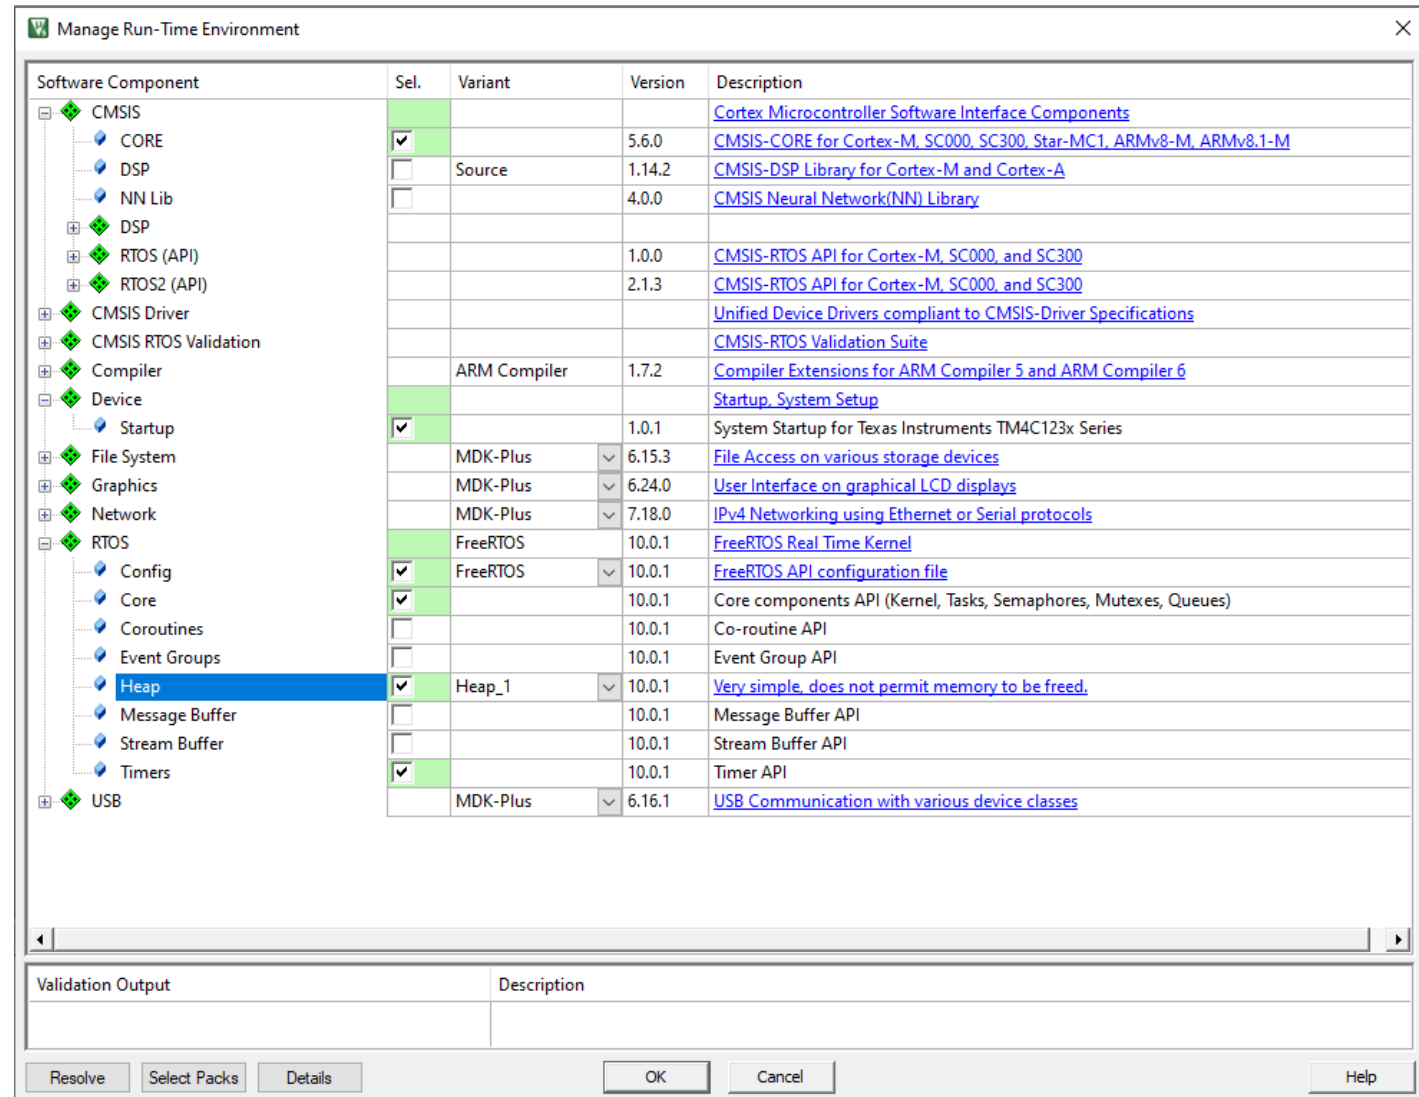 Manage Run-Time Environment
Software Component Sel. Variant Version Description
CMSIS Cortex Microcontroller Software Interface Components
CORE 5.6.0 CMSIS-CORE for Cortex-M, SC000, SC300, Star-MC1, ARMv8-M, ARMv8.1-M
DSP Source 1.14.2 CMSIS-DSP Library for Cortex-M and Cortex-A
NN Lib 4.0.0 CMSIS Neural Network(NN) Library
DSP
RTOS (API) 1.0.0 CMSIS-RTOS API for Cortex-M, SC000, and SC300
RTOS2 (API) 2.1.3 CMSIS-RTOS API for Cortex-M, SC000, and SC300
CMSIS Driver Unified Device Drivers compliant to CMSIS-Driver Specifications
CMSIS RTOS Validation CMSIS-RTOS Validation Suite
Compiler ARM Compiler 1.7.2 Compiler Extensions for ARM Compiler 5 and ARM Compiler 6
Device Startup, System Setup
Startup 1.0.1 System Startup for Texas Instruments TM4C123x Series
File System MDK-Plus 6.15.3 File Access on various storage devices
Graphics MDK-Plus 6.24.0 User Interface on graphical LCD displays
Network MDK-Plus 7.18.0 IPv4 Networking using Ethernet or Serial protocols
RTOS FreeRTOS 10.0.1 FreeRTOS Real Time Kernel
Config FreeRTOS 10.0.1 FreeRTOS API configuration file
Core 10.0.1 Core components API (Kernel, Tasks, Semaphores, Mutexes, Queues)
Coroutines 10.0.1 Co-routine API
Event Groups 10.0.1 Event Group API
Heap Heap_1 10.0.1 Very simple, does not permit memory to be freed.
Message Buffer 10.0.1 Message Buffer API
Stream Buffer 10.0.1 Stream Buffer API
Timers 10.0.1 Timer API
USB MDK-Plus 6.16.1 USB Communication with various device classes
Validation Output Description
Resolve Select Packs Details OK Cancel Help